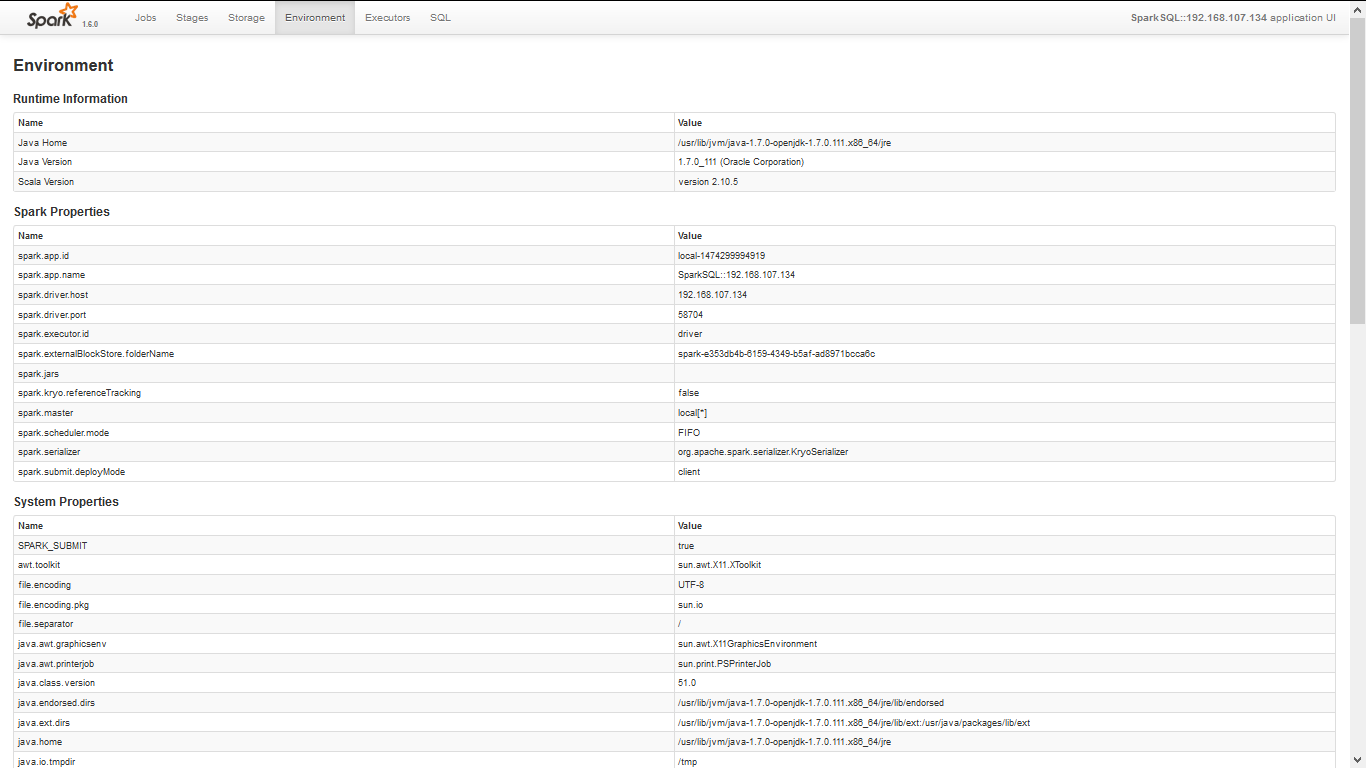 Spark 1.6.0 Jobs Stages Storage Environment Executors SQL SparkSQL::192.168.107.134 application UI
Environment
Runtime Information
Name Value
Java Home /usr/lib/jvm/java-1.7.0-openjdk-1.7.0.111.x86_64/jre
Java Version 1.7.0_111 (Oracle Corporation)
Scala Version version 2.10.5
Spark Properties
Name Value
spark.app.id local-1474299994919
spark.app.name SparkSQL::192.168.107.134
spark.driver.host 192.168.107.134
spark.driver.port 58704
spark.executor.id driver
spark.externalBlockStore.folderName spark-e353db4b-6159-4349-b5af-ad8971bcca6c
spark.jars
spark.kryo.referenceTracking false
spark.master local[*]
spark.scheduler.mode FIFO
spark.serializer org.apache.spark.serializer.KryoSerializer
spark.submit.deployMode client
System Properties
Name Value
SPARK_SUBMIT true
awt.toolkit sun.awt.X11.XToolkit
file.encoding UTF-8
file.encoding.pkg sun.io
file.separator /
java.awt.graphicsenv sun.awt.X11GraphicsEnvironment
java.awt.printerjob sun.print.PSPrinterJob
java.class.version 51.0
java.endorsed.dirs /usr/lib/jvm/java-1.7.0-openjdk-1.7.0.111.x86_64/jre/lib/endorsed
java.ext.dirs /usr/lib/jvm/java-1.7.0-openjdk-1.7.0.111.x86_64/jre/lib/ext:/usr/java/packages/lib/ext
java.home /usr/lib/jvm/java-1.7.0-openjdk-1.7.0.111.x86_64/jre
java.io.tmpdir /tmp